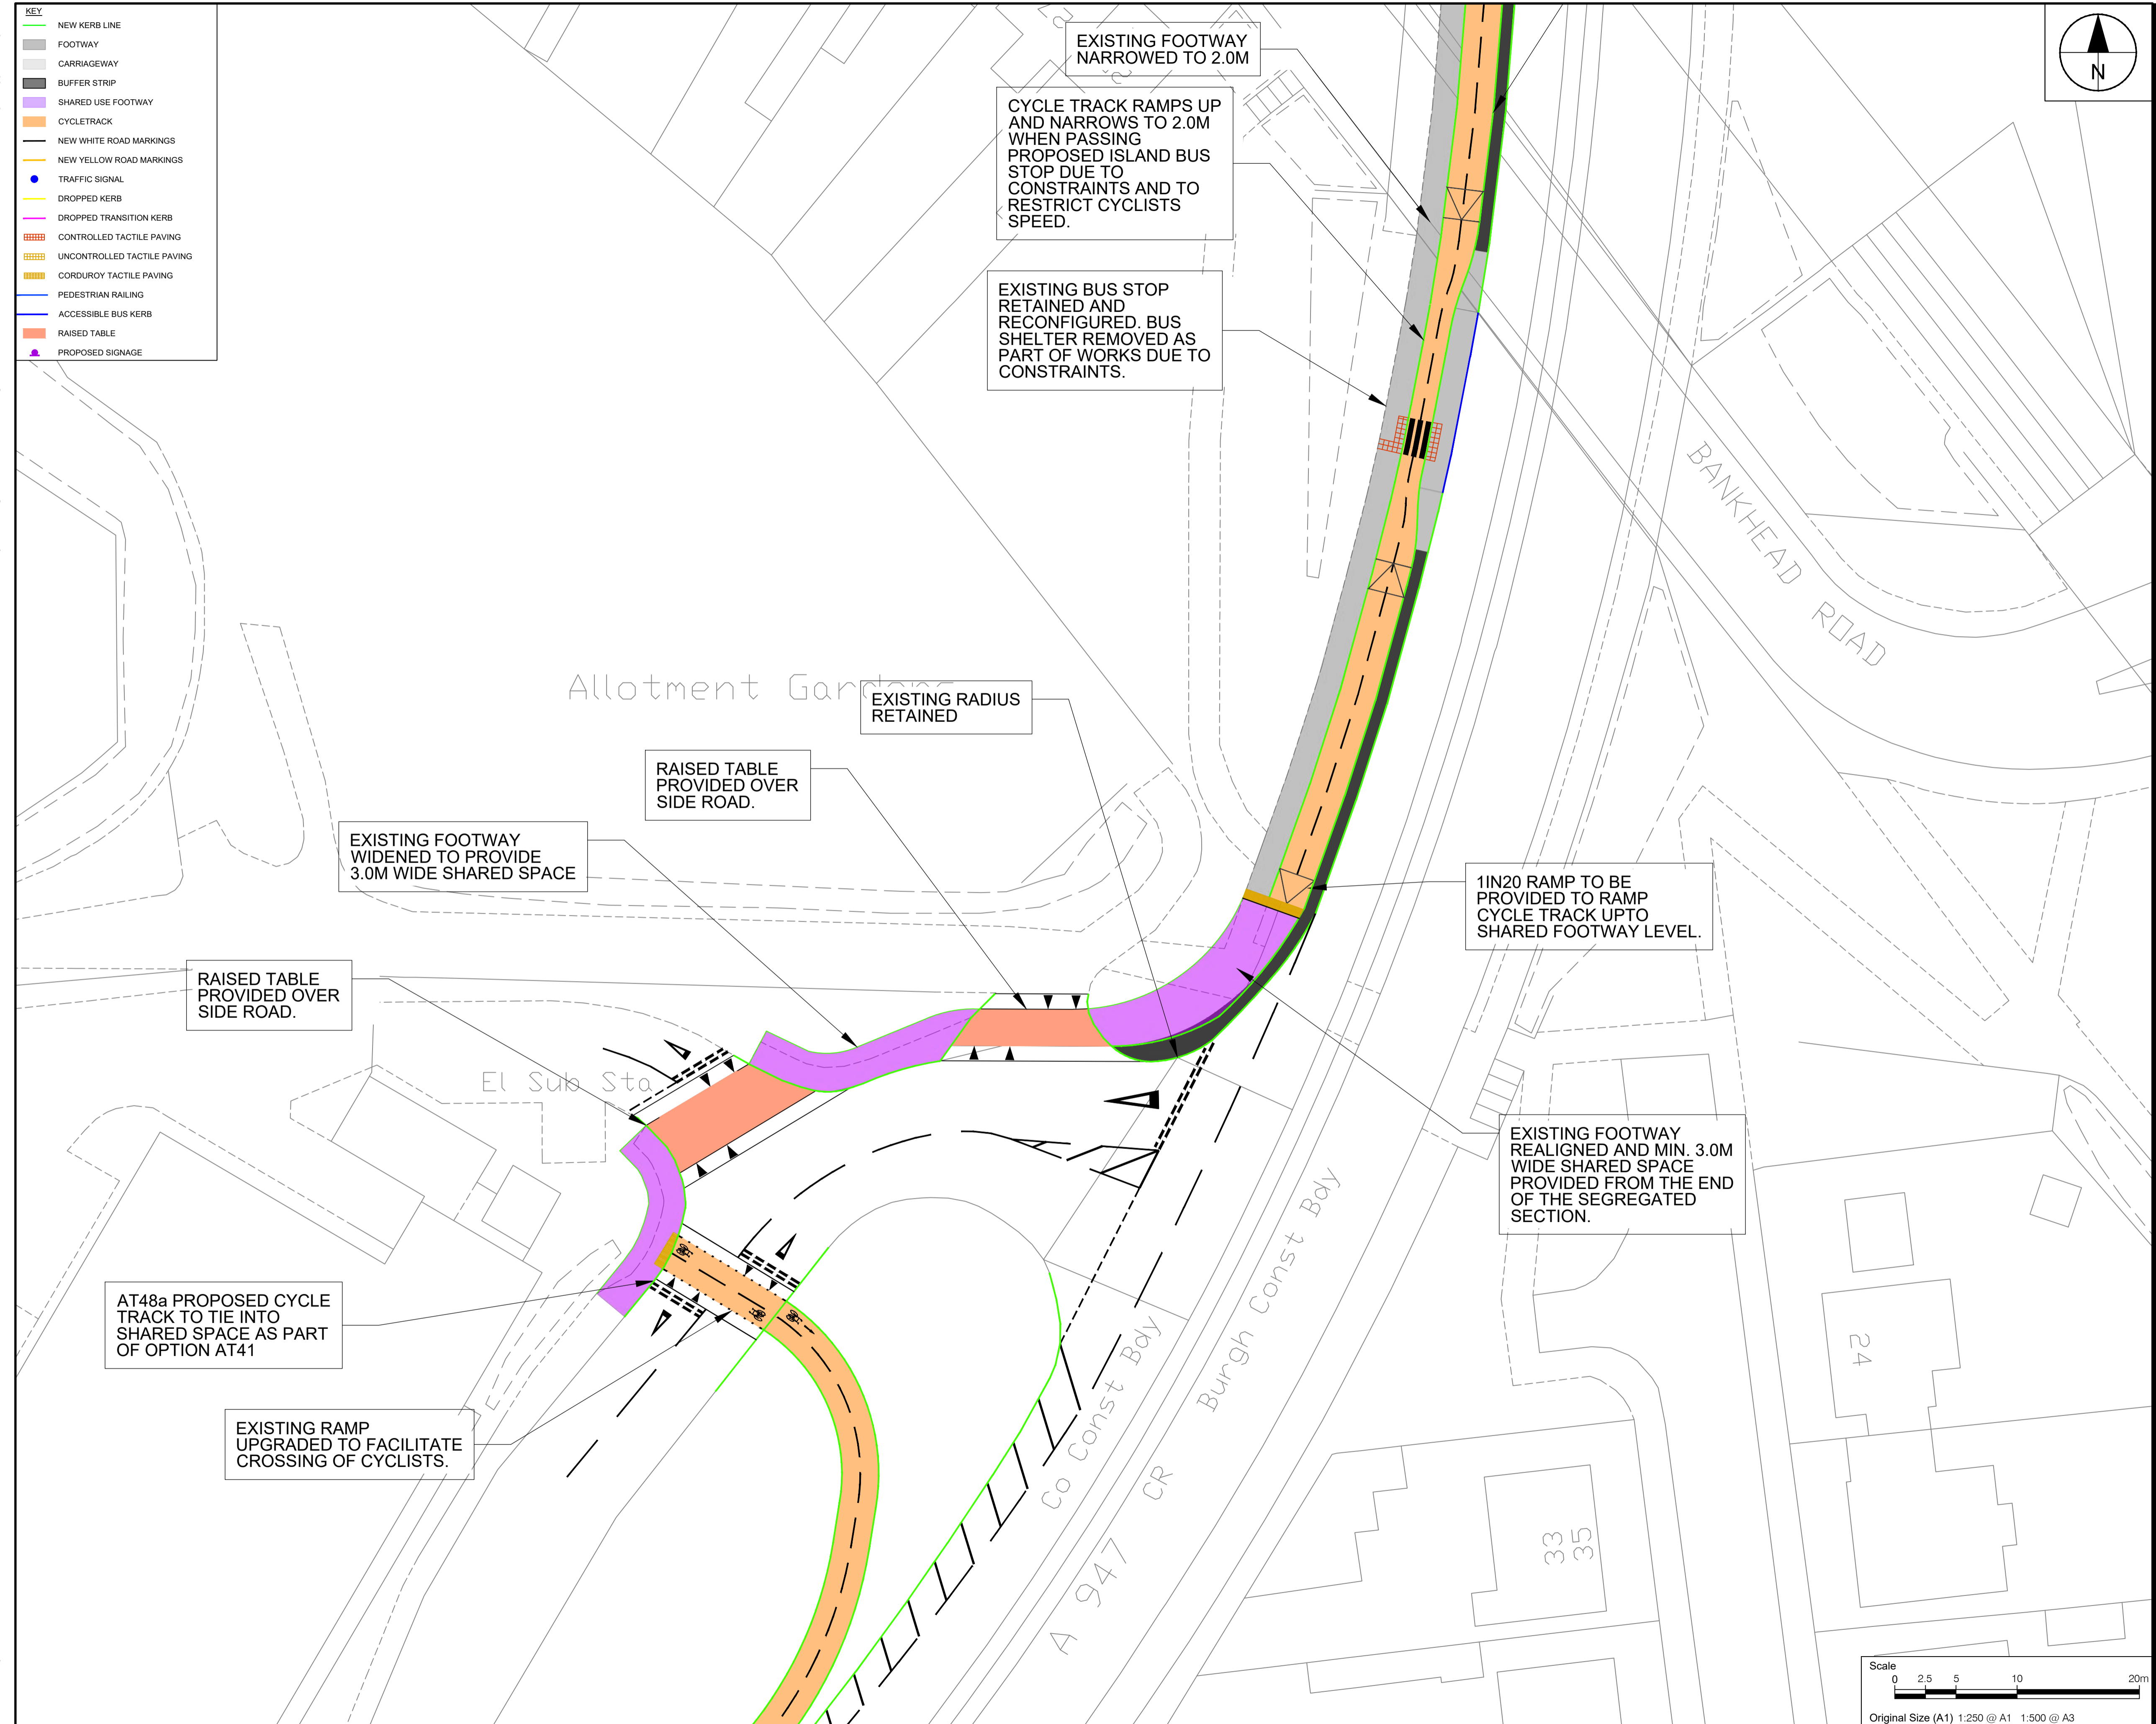 KEY
NEW KERB LINE
FOOTWAY
CARRIAGEWAY
BUFFER STRIP
SHARED USE FOOTWAY
CYCLETRACK
NEW WHITE ROAD MARKINGS
NEW YELLOW ROAD MARKINGS
TRAFFIC SIGNAL
DROPPED KERB
DROPPED TRANSITION KERB
CONTROLLED TACTILE PAVING
UNCONTROLLED TACTILE PAVING
CORDUROY TACTILE PAVING
PEDESTRIAN RAILING
ACCESSIBLE BUS KERB
RAISED TABLE
PROPOSED SIGNAGE
N
EXISTING FOOTWAY
NARROWED TO 2.0M
CYCLE TRACK RAMPS UP
AND NARROWS TO 2.0M
WHEN PASSING
PROPOSED ISLAND BUS
STOP DUE TO
CONSTRAINTS AND TO
RESTRICT CYCLISTS
SPEED.
EXISTING BUS STOP
RETAINED AND
RECONFIGURED. BUS
SHELTER REMOVED AS
PART OF WORKS DUE TO
CONSTRAINTS.
BANKHEAD ROAD
Allotment Gardens
EXISTING RADIUS
RETAINED
RAISED TABLE
PROVIDED OVER
SIDE ROAD.
EXISTING FOOTWAY
WIDENED TO PROVIDE
3.0M WIDE SHARED SPACE
1IN20 RAMP TO BE
PROVIDED TO RAMP
CYCLE TRACK UPTO
SHARED FOOTWAY LEVEL.
RAISED TABLE
PROVIDED OVER
SIDE ROAD.
El Sub Sta
EXISTING FOOTWAY
REALIGNED AND MIN. 3.0M
WIDE SHARED SPACE
PROVIDED FROM THE END
OF THE SEGREGATED
SECTION.
AT48a PROPOSED CYCLE
TRACK TO TIE INTO
SHARED SPACE AS PART
OF OPTION AT41
EXISTING RAMP
UPGRADED TO FACILITATE
CROSSING OF CYCLISTS.
Co Const Bdy
Burgh Const Bdy
CR
A 947
24
33
35
Scale
0 2.5 5 10 20m
Original Size (A1) 1:250 @ A1 1:500 @ A3